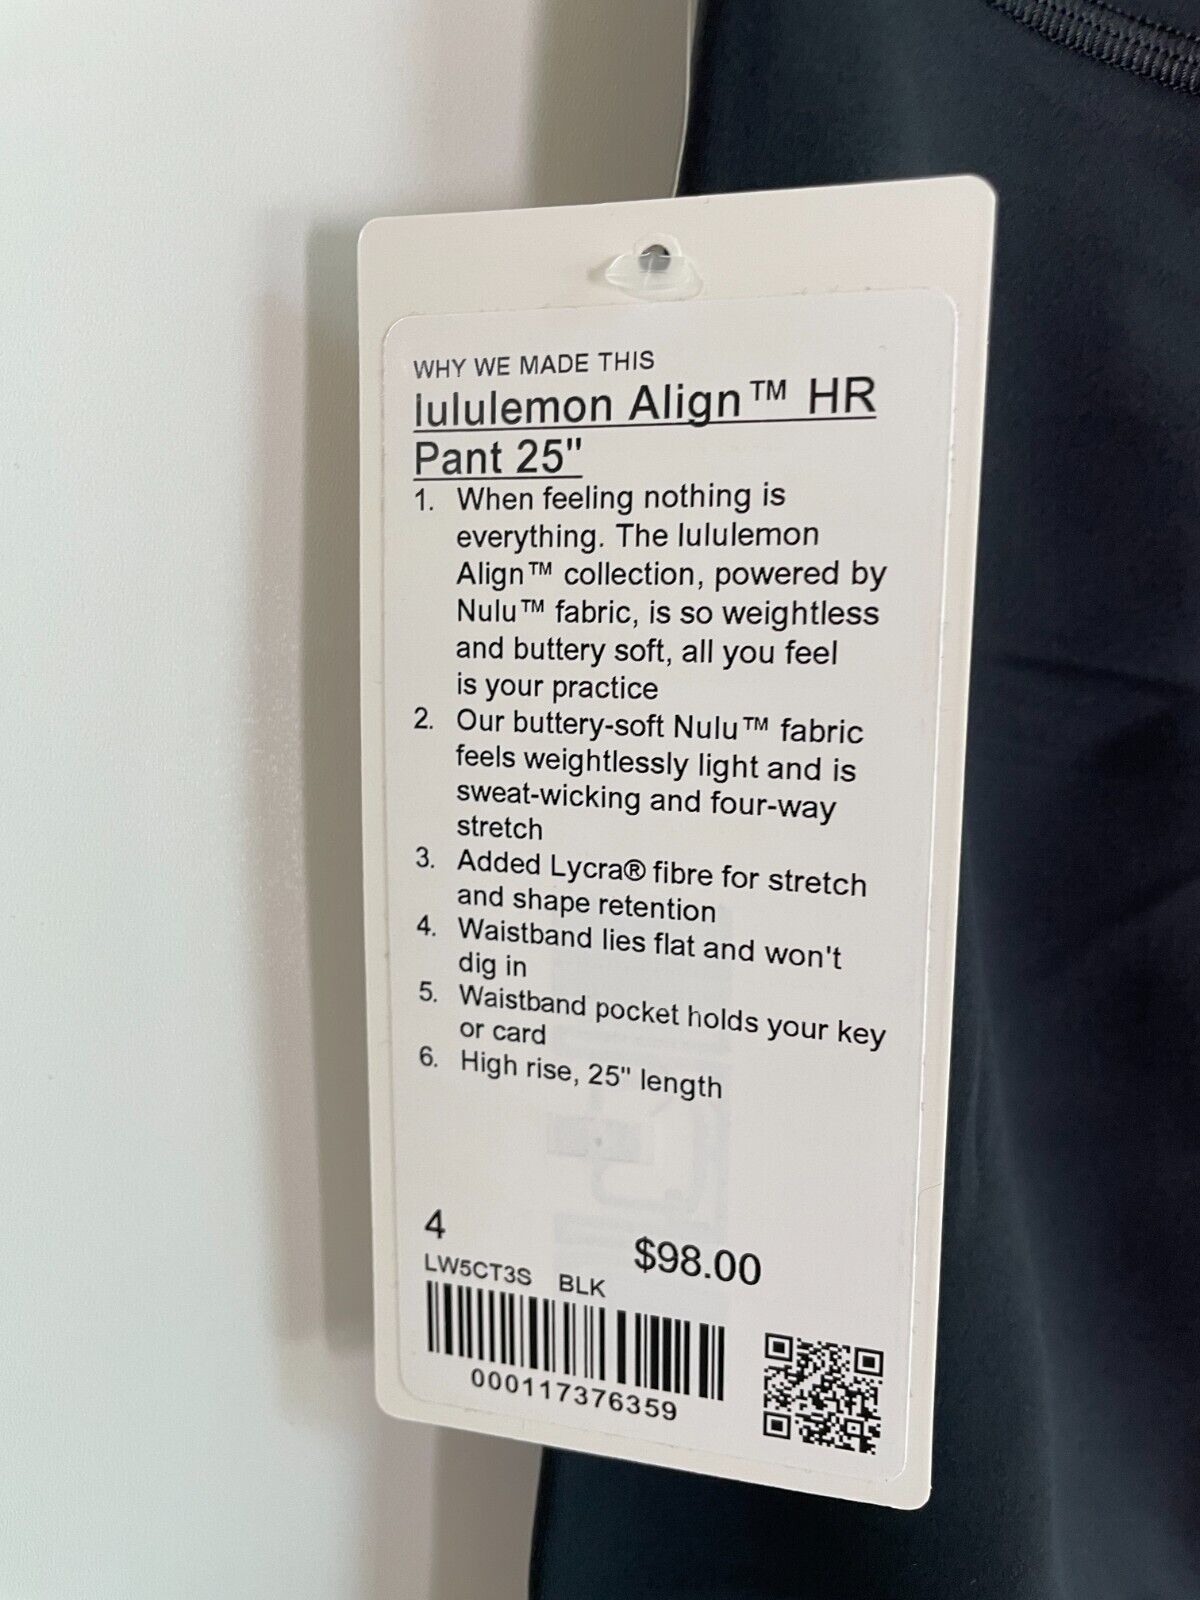 WHY WE MADE THIS
lululemon Align™ HR
Pant 25"
1. When feeling nothing is
everything. The lululemon
Align™ collection, powered by
Nulu™ fabric, is so weightless
and buttery soft, all you feel
is your practice
2. Our buttery-soft Nulu™ fabric
feels weightlessly light and is
sweat-wicking and four-way
stretch
3. Added Lycra® fibre for stretch
and shape retention
4. Waistband lies flat and won't
dig in
5. Waistband pocket holds your key
or card
6. High rise, 25" length
4
$98.00
LW5CT3S BLK
000117376359